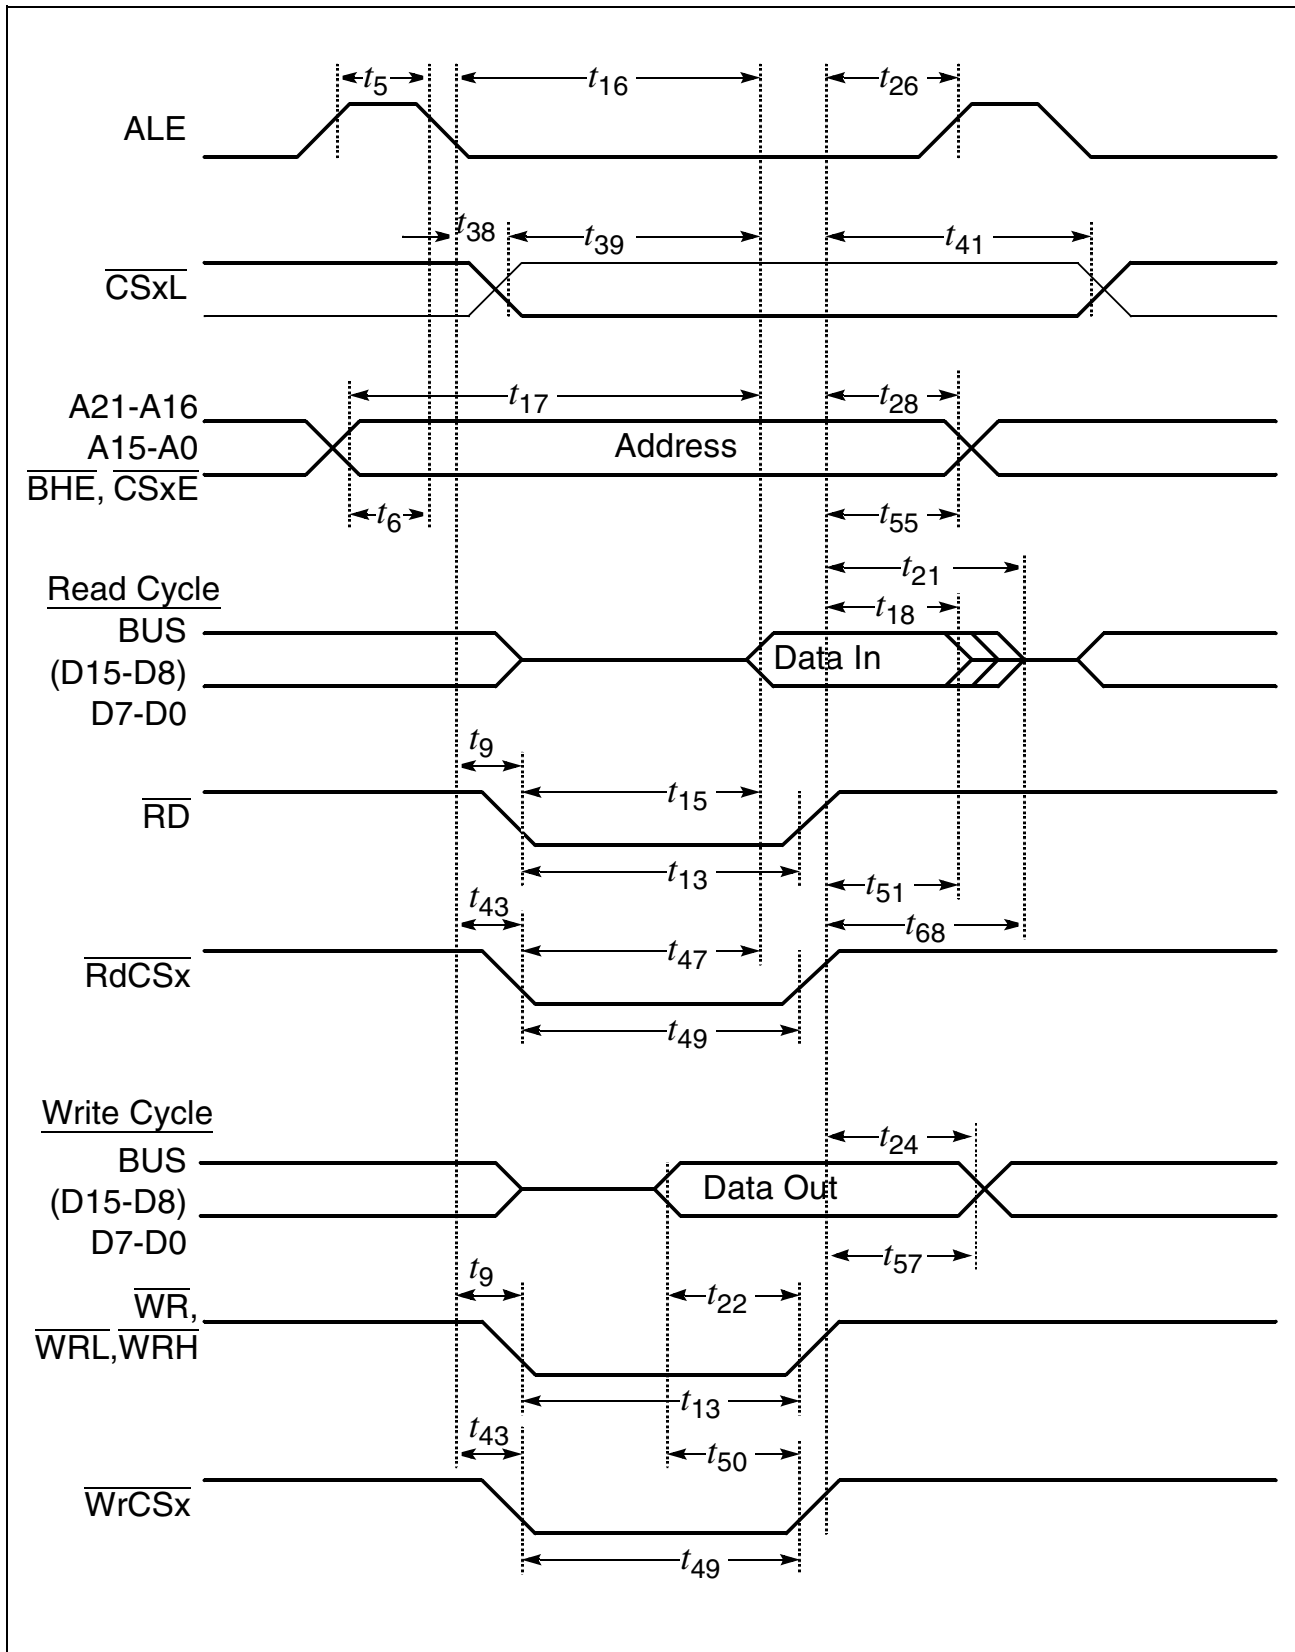 t5 t16 t26
ALE
t38 t39 t41
CSxL
t17 t28
A21-A16
A15-A0 Address
BHE, CSxE
t6 t55
t21
Read Cycle
t18
BUS
(D15-D8) Data In
D7-D0
t9
t15
RD
t13 t51
t43 t68
t47
RdCSx
t49
Write Cycle
t24
BUS
(D15-D8) Data Out
D7-D0 t57
t9 t22
WR,
WRL,WRH
t13
t43 t50
WrCSx
t49